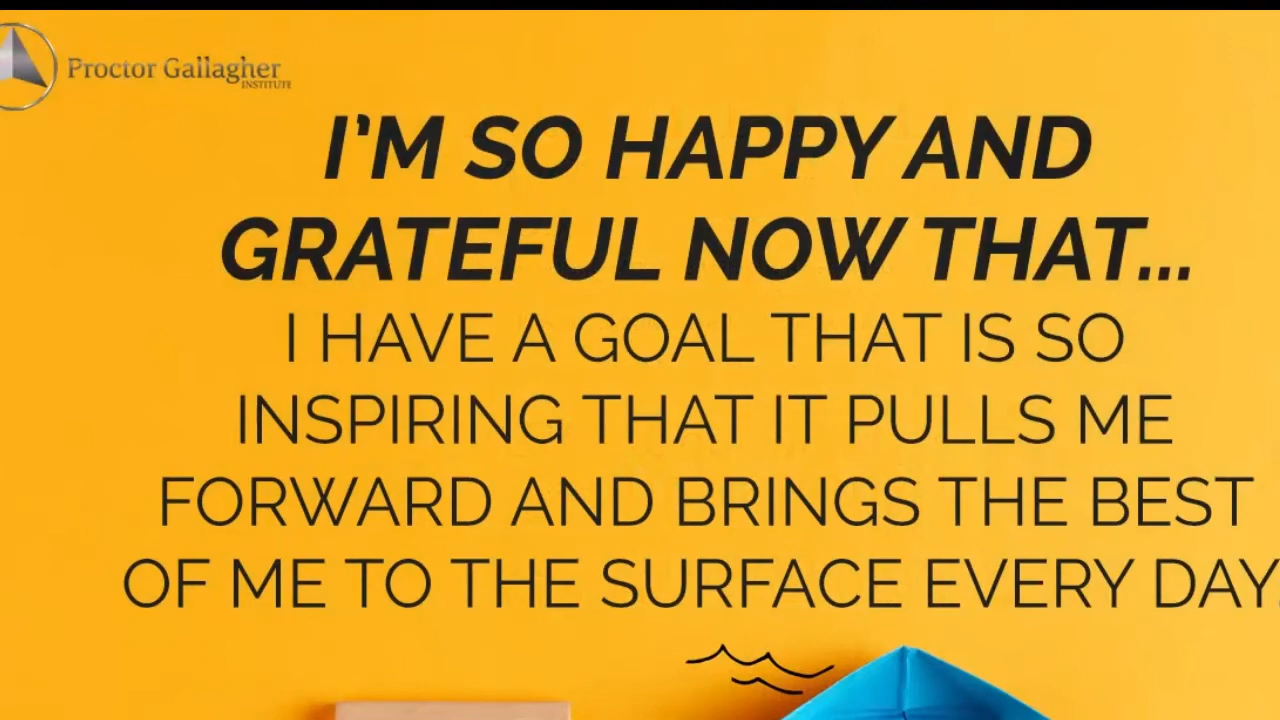 Proctor Gallagher
INSTITUTE
I'M SO HAPPY AND
GRATEFUL NOW THAT...
I HAVE A GOAL THAT IS SO
INSPIRING THAT IT PULLS ME
FORWARD AND BRINGS THE BEST
OF ME TO THE SURFACE EVERY DAY.